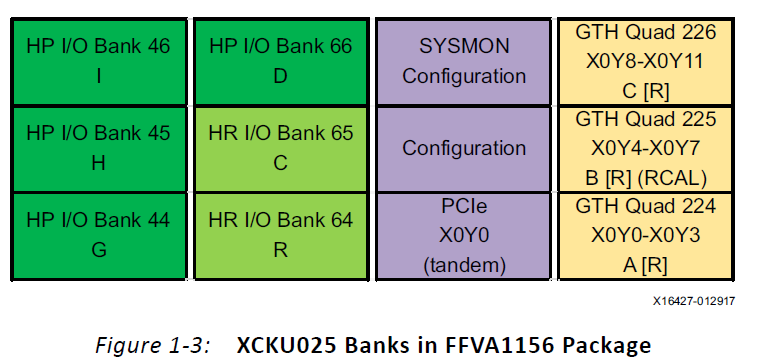 HP I/O Bank 46
I
HP I/O Bank 66
D
SYSMON
Configuration
GTH Quad 226
X0Y8-X0Y11
C [R]
HP I/O Bank 45
H
HR I/O Bank 65
C
Configuration
GTH Quad 225
X0Y4-X0Y7
B [R] (RCAL)
HP I/O Bank 44
G
HR I/O Bank 64
R
PCIe
X0Y0
(tandem)
GTH Quad 224
X0Y0-X0Y3
A [R]
X16427-012917
Figure 1-3: XCKU025 Banks in FFVA1156 Package